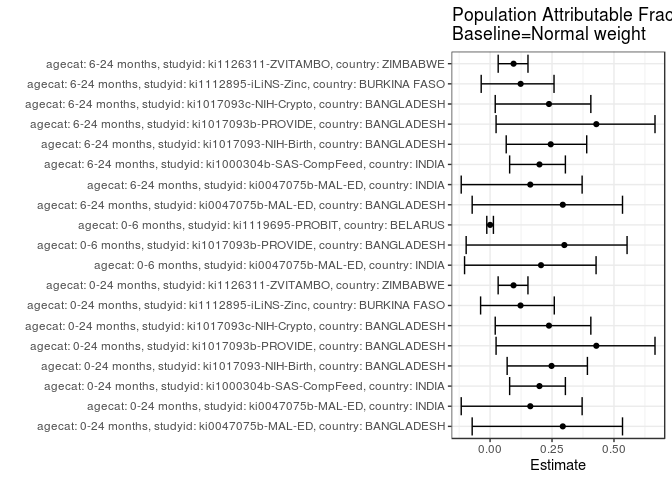 Population Attributable Frac
Baseline=Normal weight
agecat: 6-24 months, studyid: ki1126311-ZVITAMBO, country: ZIMBABWE
agecat: 6-24 months, studyid: ki1112895-iLiNS-Zinc, country: BURKINA FASO
agecat: 6-24 months, studyid: ki1017093c-NIH-Crypto, country: BANGLADESH
agecat: 6-24 months, studyid: ki1017093b-PROVIDE, country: BANGLADESH
agecat: 6-24 months, studyid: ki1017093-NIH-Birth, country: BANGLADESH
agecat: 6-24 months, studyid: ki1000304b-SAS-CompFeed, country: INDIA
agecat: 6-24 months, studyid: ki0047075b-MAL-ED, country: INDIA
agecat: 6-24 months, studyid: ki0047075b-MAL-ED, country: BANGLADESH
agecat: 0-6 months, studyid: ki1119695-PROBIT, country: BELARUS
agecat: 0-6 months, studyid: ki1017093b-PROVIDE, country: BANGLADESH
agecat: 0-6 months, studyid: ki0047075b-MAL-ED, country: INDIA
agecat: 0-24 months, studyid: ki1126311-ZVITAMBO, country: ZIMBABWE
agecat: 0-24 months, studyid: ki1112895-iLiNS-Zinc, country: BURKINA FASO
agecat: 0-24 months, studyid: ki1017093c-NIH-Crypto, country: BANGLADESH
agecat: 0-24 months, studyid: ki1017093b-PROVIDE, country: BANGLADESH
agecat: 0-24 months, studyid: ki1017093-NIH-Birth, country: BANGLADESH
agecat: 0-24 months, studyid: ki1000304b-SAS-CompFeed, country: INDIA
agecat: 0-24 months, studyid: ki0047075b-MAL-ED, country: INDIA
agecat: 0-24 months, studyid: ki0047075b-MAL-ED, country: BANGLADESH
0.00 0.25 0.50
Estimate